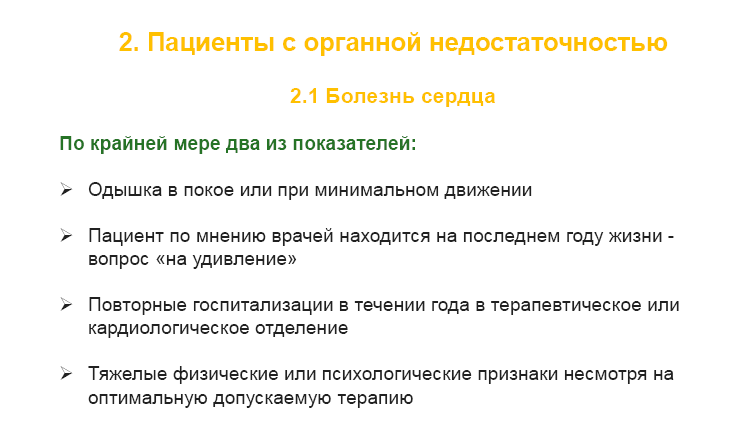 2. Пациенты с органной недостаточностью
2.1 Болезнь сердца
По крайней мере два из показателей:
Одышка в покое или при минимальном движении
Пациент по мнению врачей находится на последнем году жизни -
вопрос «на удивление»
Повторные госпитализации в течении года в терапевтическое или
кардиологическое отделение
Тяжелые физические или психологические признаки несмотря на
оптимальную допускаемую терапию